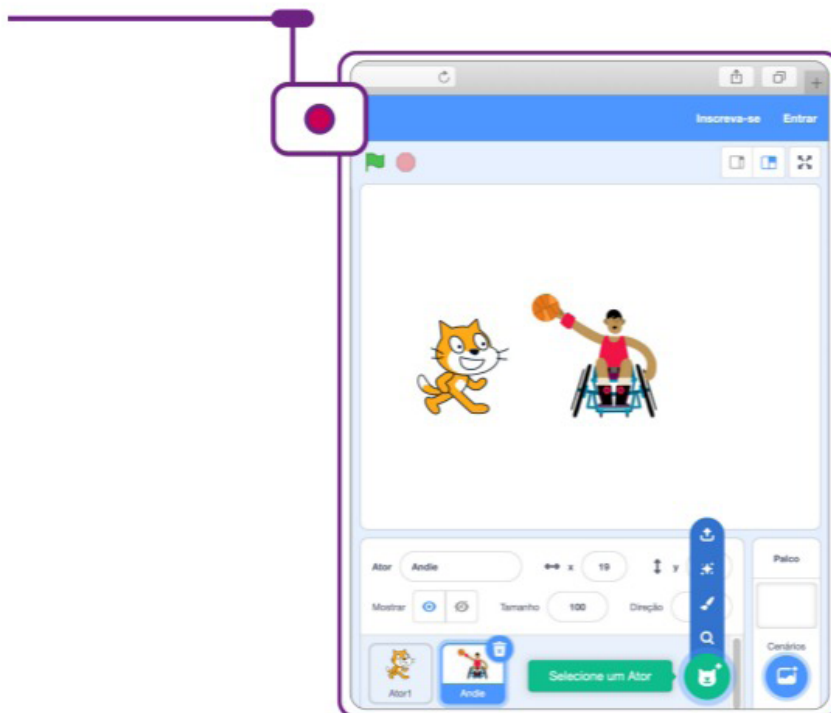 Inscreva-se Entrar
Ator Andie x 19 y
Palco
Mostrar Tamanho 100 Direção
Cenários
Selecione um Ator
Ator1 Andie